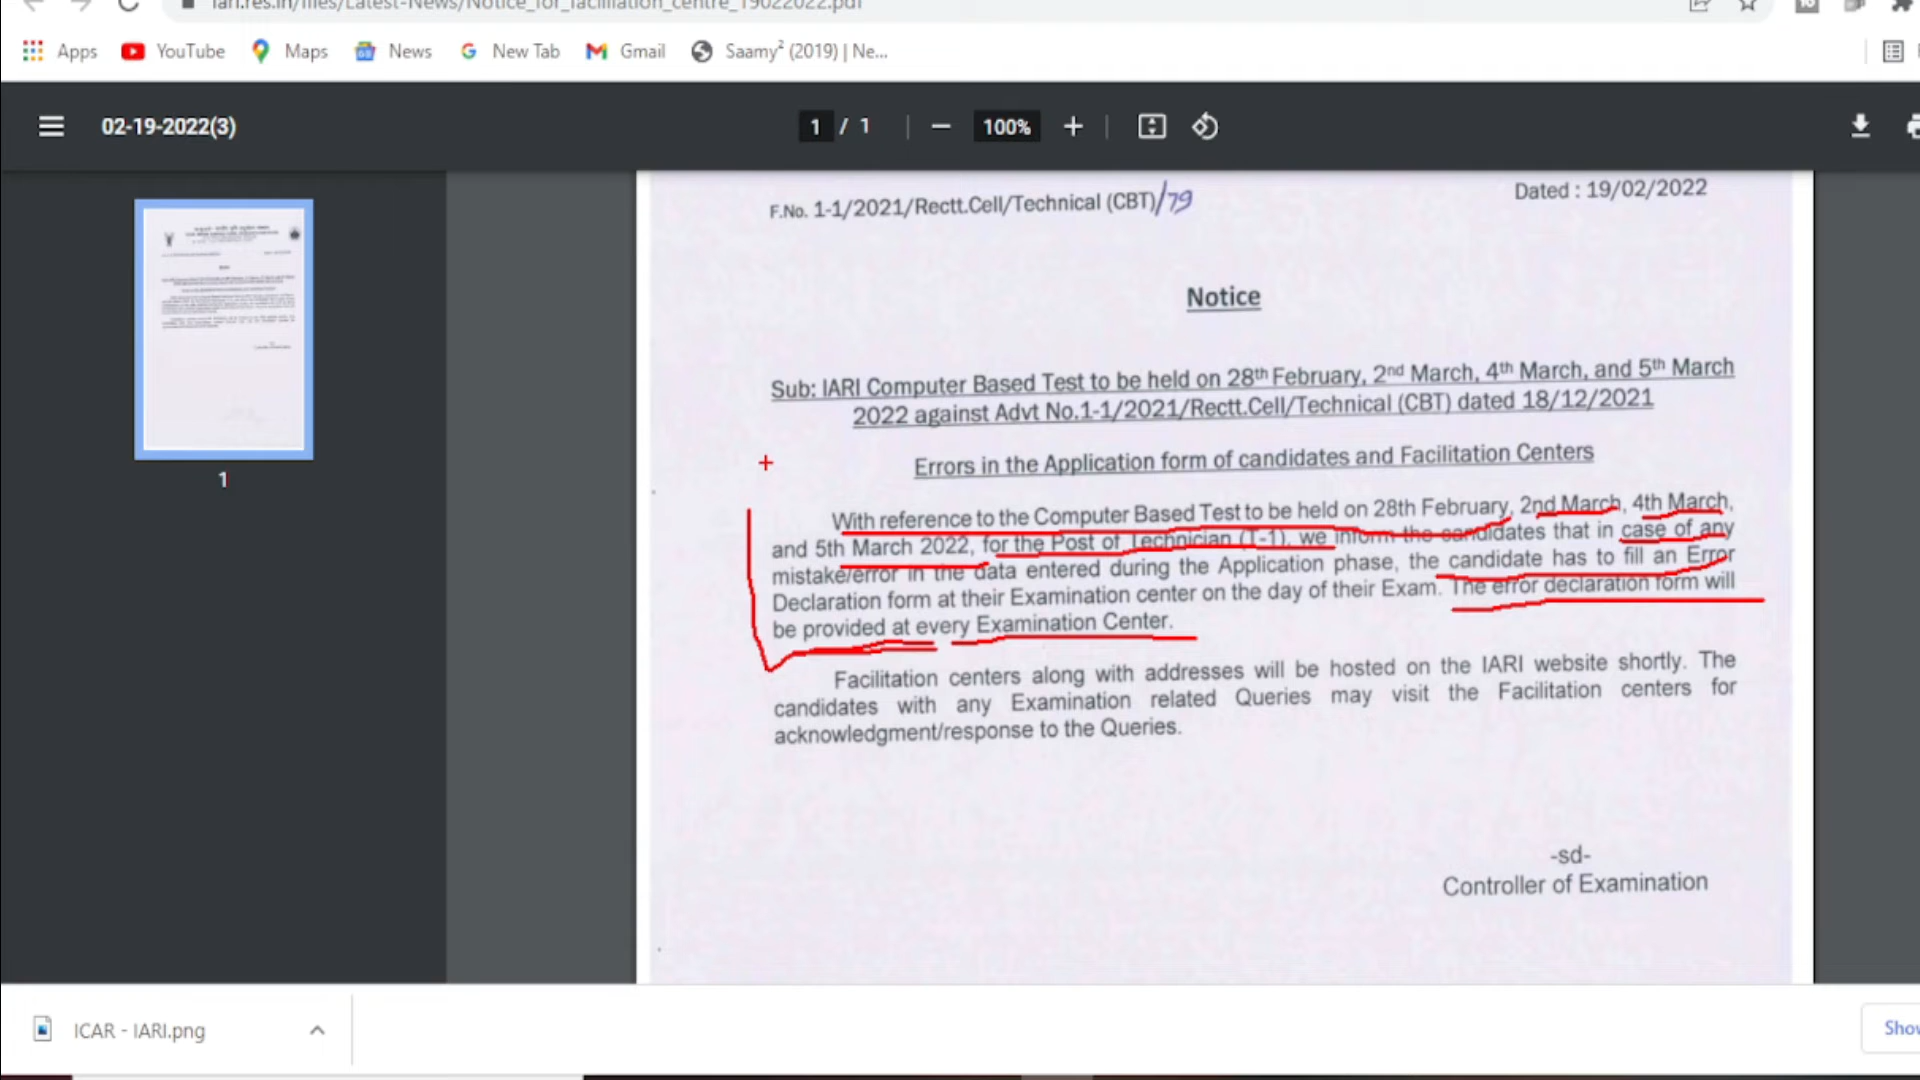 iari.res.in/files/Latest-News/Notice_for_facilitation_centre_19022022.pdf
Apps YouTube Maps News New Tab Gmail Saamy² (2019) | Ne...
02-19-2022(3) 1 / 1 100%
F.No. 1-1/2021/Rectt.Cell/Technical (CBT)/79 Dated : 19/02/2022
Notice
Sub: IARI Computer Based Test to be held on 28th February, 2nd March, 4th March, and 5th March
2022 against Advt No.1-1/2021/Rectt.Cell/Technical (CBT) dated 18/12/2021
Errors in the Application form of candidates and Facilitation Centers
With reference to the Computer Based Test to be held on 28th February, 2nd March, 4th March,
and 5th March 2022, for the Post of Technician (T-1), we inform the candidates that in case of any
mistake/error in the data entered during the Application phase, the candidate has to fill an Error
Declaration form at their Examination center on the day of their Exam. The error declaration form will
be provided at every Examination Center.
Facilitation centers along with addresses will be hosted on the IARI website shortly. The
candidates with any Examination related Queries may visit the Facilitation centers for
acknowledgment/response to the Queries.
-sd-
Controller of Examination
1
ICAR - IARI.png
Show